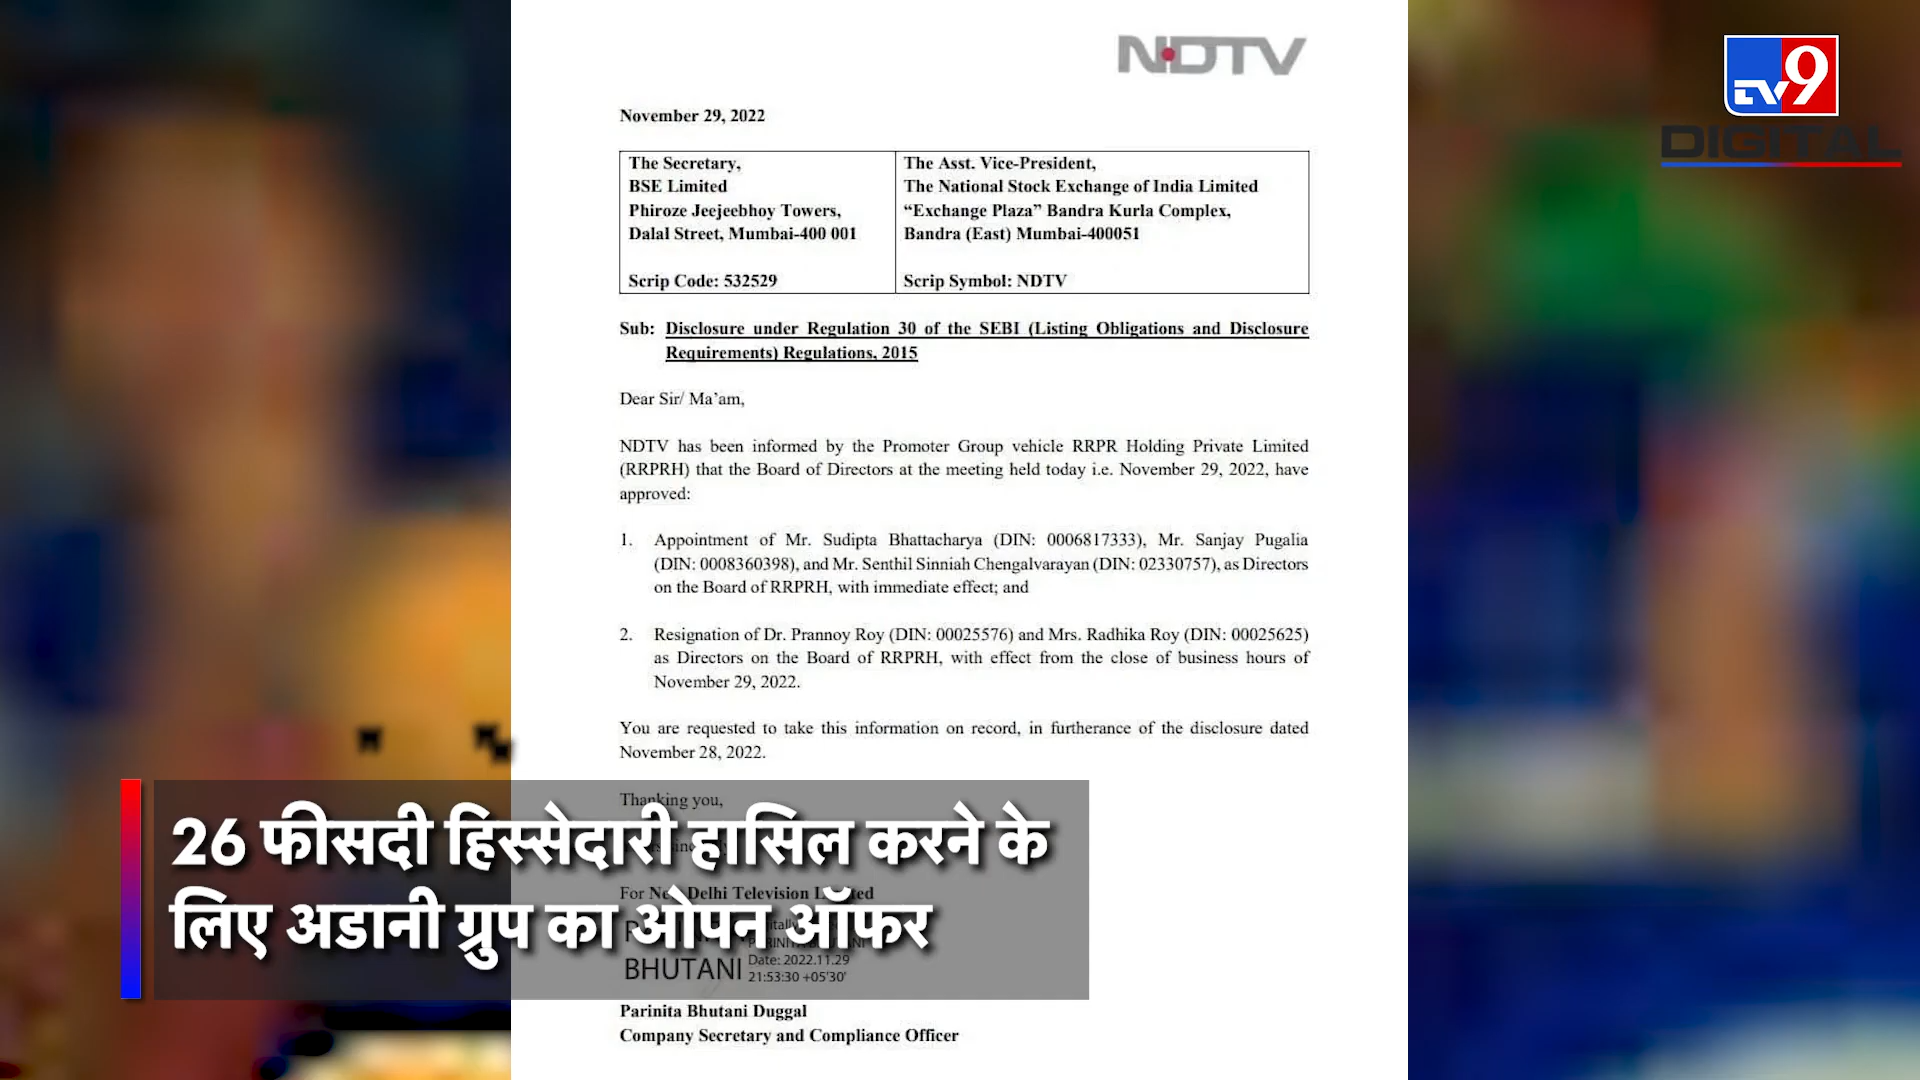 NDTV
TV9
DIGITAL
November 29, 2022
The Secretary,
BSE Limited
Phiroze Jeejeebhoy Towers,
Dalal Street, Mumbai-400 001
Scrip Code: 532529
The Asst. Vice-President,
The National Stock Exchange of India Limited
“Exchange Plaza” Bandra Kurla Complex,
Bandra (East) Mumbai-400051
Scrip Symbol: NDTV
Sub: Disclosure under Regulation 30 of the SEBI (Listing Obligations and Disclosure
Requirements) Regulations, 2015
Dear Sir/ Ma’am,
NDTV has been informed by the Promoter Group vehicle RRPR Holding Private Limited
(RRPRH) that the Board of Directors at the meeting held today i.e. November 29, 2022, have
approved:
1. Appointment of Mr. Sudipta Bhattacharya (DIN: 0006817333), Mr. Sanjay Pugalia
(DIN: 0008360398), and Mr. Senthil Sinniah Chengalvarayan (DIN: 02330757), as Directors
on the Board of RRPRH, with immediate effect; and
2. Resignation of Dr. Prannoy Roy (DIN: 00025576) and Mrs. Radhika Roy (DIN: 00025625)
as Directors on the Board of RRPRH, with effect from the close of business hours of
November 29, 2022.
You are requested to take this information on record, in furtherance of the disclosure dated
November 28, 2022.
Thanking you,
26 फीसदी हिस्सेदारी हासिल करने के
लिए अडानी ग्रुप का ओपन ऑफर
For Delhi Television
BHUTANI
Date: 2022.11.29
21:53:30 +05'30'
Parinita Bhutani Duggal
Company Secretary and Compliance Officer